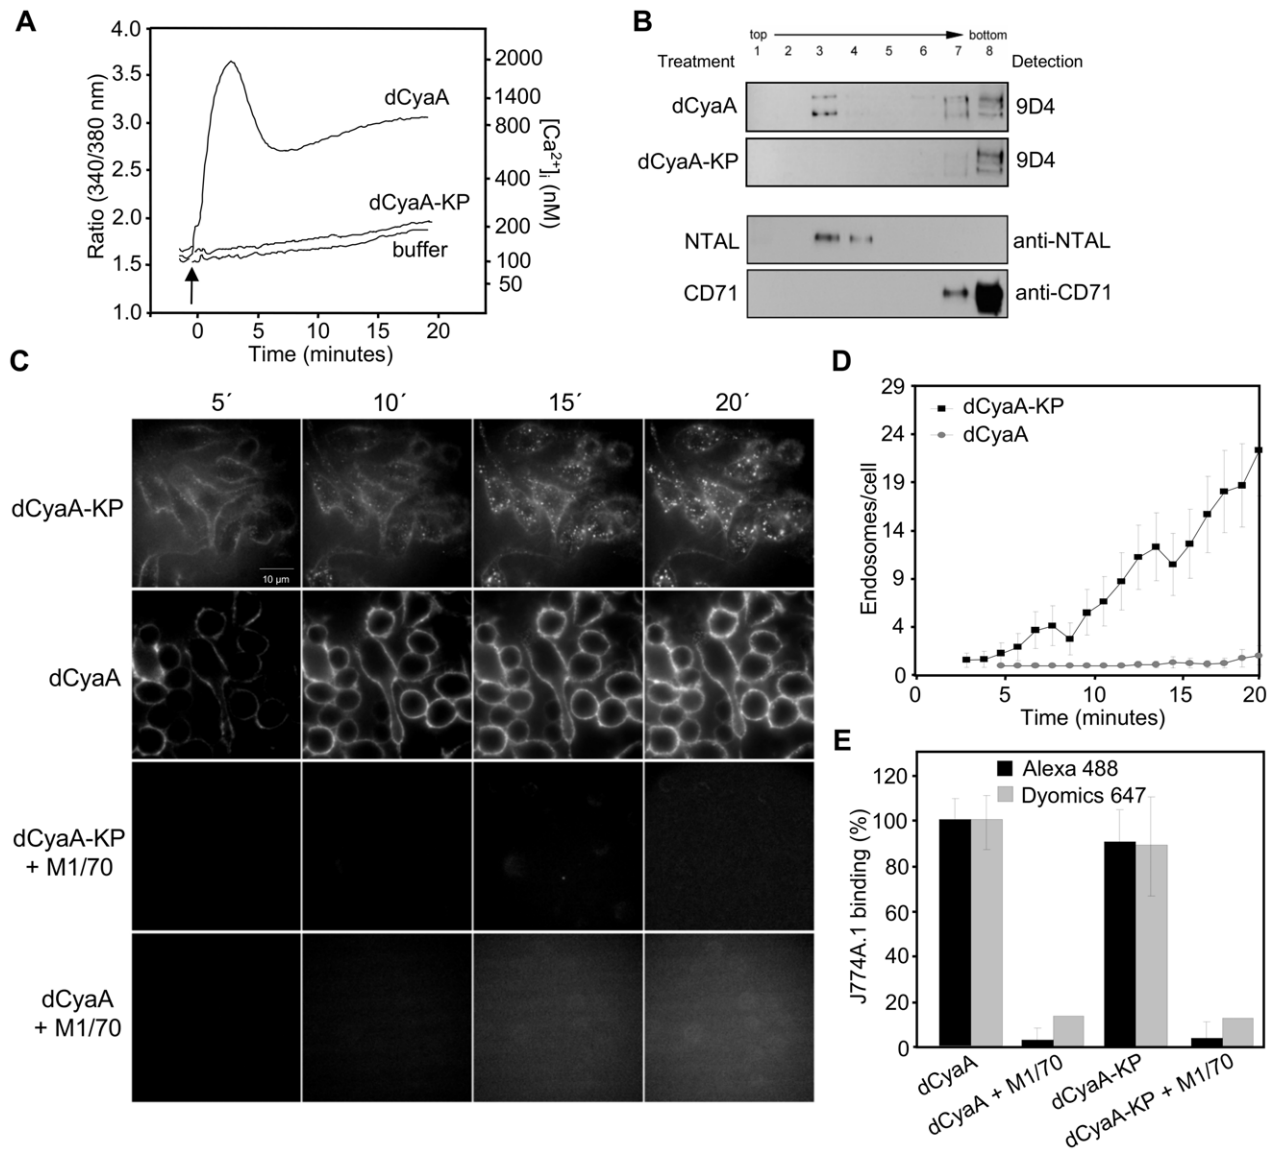 A
4.0
3.5
3.0
2.5
2.0
1.5
1.0
Ratio (340/380 nm)
dCyaA
dCyaA-KP
buffer
2000
1400
800
400
200
100
50
[Ca²⁺]i (nM)
0 5 10 15 20
Time (minutes)
B
top bottom
1 2 3 4 5 6 7 8
Treatment Detection
dCyaA 9D4
dCyaA-KP 9D4
NTAL anti-NTAL
CD71 anti-CD71
C
5´ 10´ 15´ 20´
dCyaA-KP
10 µm
dCyaA
dCyaA-KP
+ M1/70
dCyaA
+ M1/70
D
29
24
19
14
9
4
0
Endosomes/cell
dCyaA-KP
dCyaA
0 5 10 15 20
Time (minutes)
E
120
100
80
60
40
20
0
J774A.1 binding (%)
Alexa 488
Dyomics 647
dCyaA
dCyaA + M1/70
dCyaA-KP
dCyaA-KP + M1/70